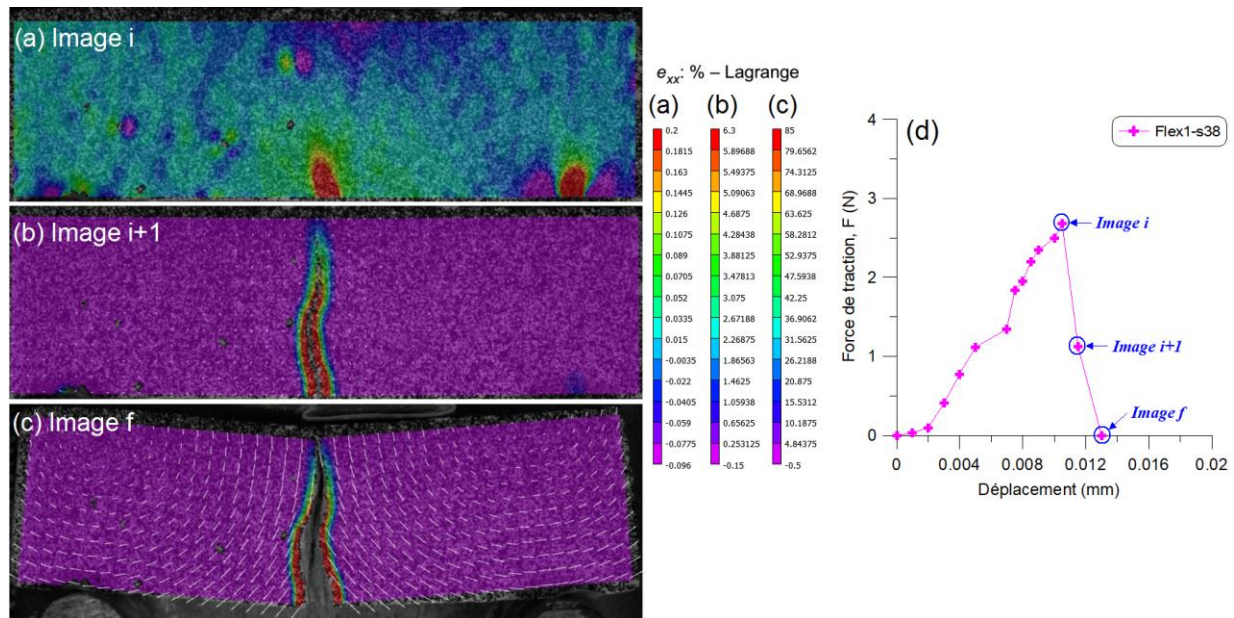 (a) Image i
(b) Image i+1
(c) Image f
exx: % – Lagrange
(a) (b) (c)
0.2 6.3 85
0.1815 5.89688 79.6562
0.163 5.49375 74.3125
0.1445 5.09063 68.9688
0.126 4.6875 63.625
0.1075 4.28438 58.2812
0.089 3.88125 52.9375
0.0705 3.47813 47.5938
0.052 3.075 42.25
0.0335 2.67188 36.9062
0.015 2.26875 31.5625
-0.0035 1.86563 26.2188
-0.022 1.4625 20.875
-0.0405 1.05938 15.5312
-0.059 0.65625 10.1875
-0.0775 0.253125 4.84375
-0.096 -0.15 -0.5
(d)
Flex1-s38
Force de traction, F (N)
4
3
2
1
0
Image i
Image i+1
Image f
0 0.004 0.008 0.012 0.016 0.02
Déplacement (mm)